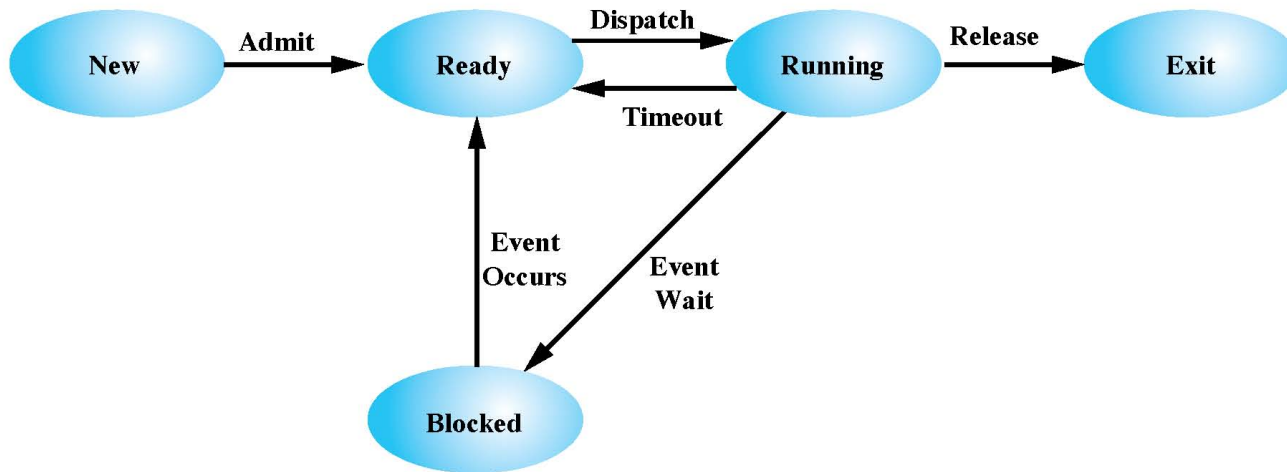 Dispatch
Admit
Release
New
Ready
Running
Exit
Timeout
Event
Occurs
Event
Wait
Blocked